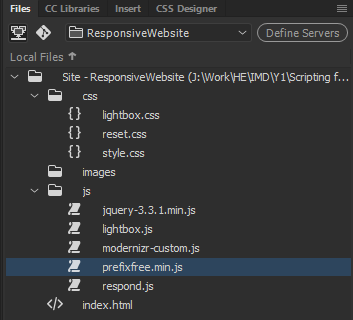 Files CC Libraries Insert CSS Designer
ResponsiveWebsite Define Servers
Local Files
Site - ResponsiveWebsite (J:\Work\HE\IMD\Y1\Scripting f...
css
lightbox.css
reset.css
style.css
images
js
jquery-3.3.1.min.js
lightbox.js
modernizr-custom.js
prefixfree.min.js
respond.js
index.html